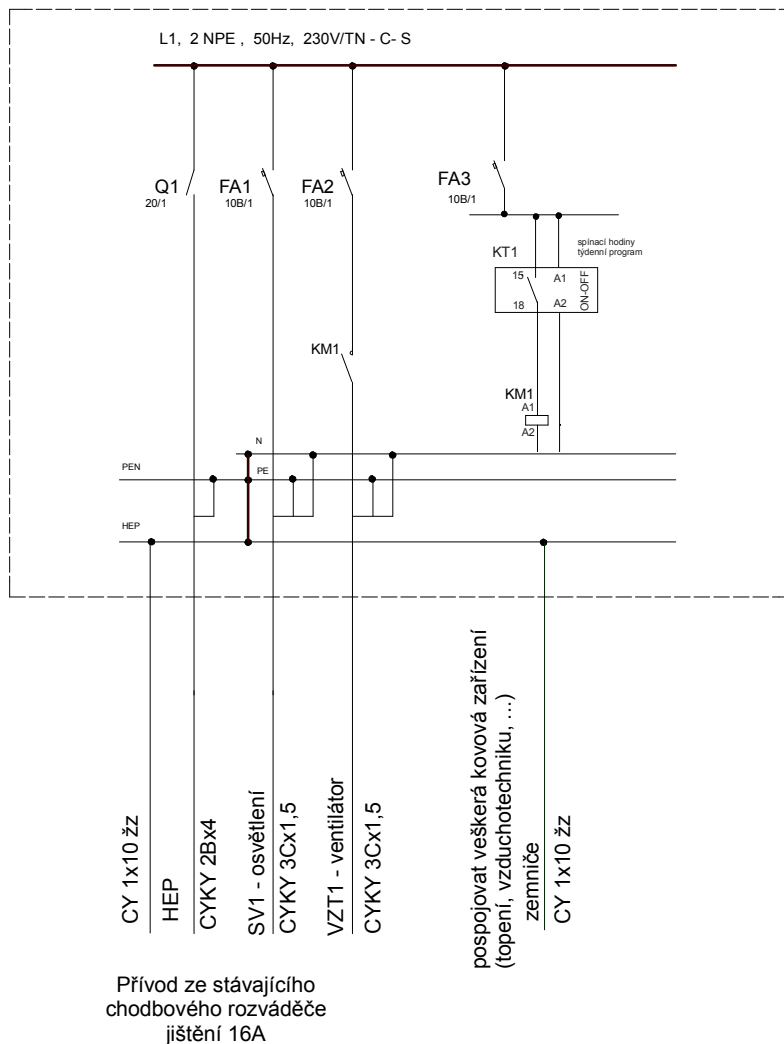 L1, 2 NPE , 50Hz, 230V/TN - C- S
Q1
20/1
FA1
10B/1
FA2
10B/1
FA3
10B/1
spínací hodiny
týdenní program
KT1
15
A1
18
A2
ON-OFF
KM1
KM1
A1
A2
N
PEN
PE
HEP
CY 1x10 žz
HEP
CYKY 2Bx4
SV1 - osvětlení
CYKY 3Cx1,5
VZT1 - ventilátor
CYKY 3Cx1,5
pospojovat veškerá kovová zařízení
(topení, vzduchotechniku, ...)
zemniče
CY 1x10 žz
Přívod ze stávajícího
chodbového rozváděče
jištění 16A